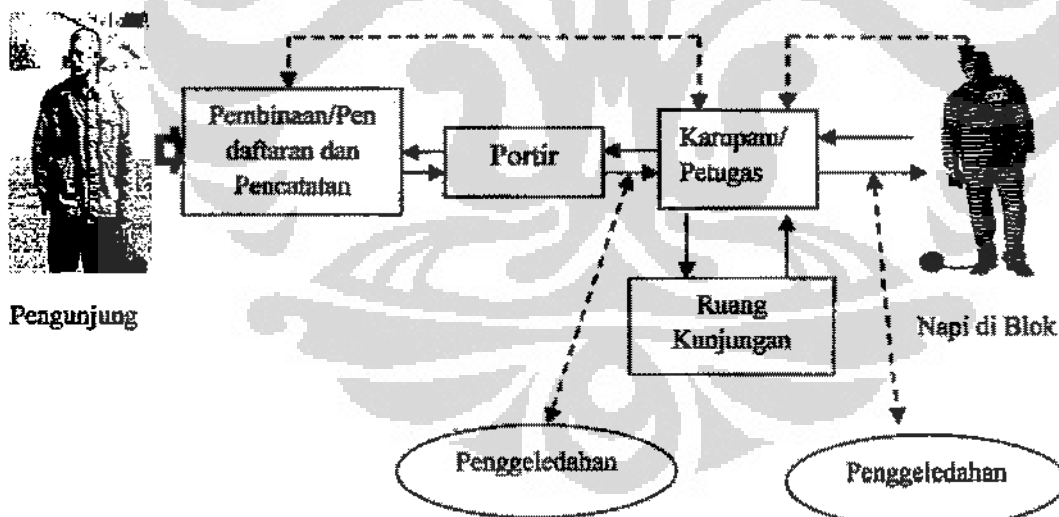 Pembinaan/Pen
daftaran dan
Pencatatan
Portir
Karupam/
Petugas
Ruang
Kunjungan
Pengunjung
Napi di Blok
Penggeledahan
Penggeledahan